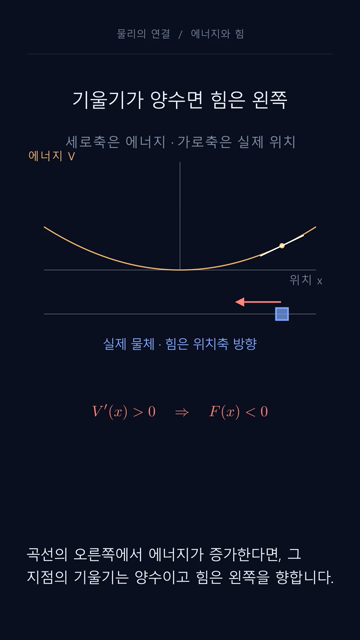 물리의 연결 / 에너지와 힘
기울기가 양수면 힘은 왼쪽
세로축은 에너지 · 가로축은 실제 위치
에너지 V
위치 x
실제 물체 · 힘은 위치축 방향
V′(x) > 0 ⇒ F(x) < 0
곡선의 오른쪽에서 에너지가 증가한다면, 그
지점의 기울기는 양수이고 힘은 왼쪽을 향합니다.